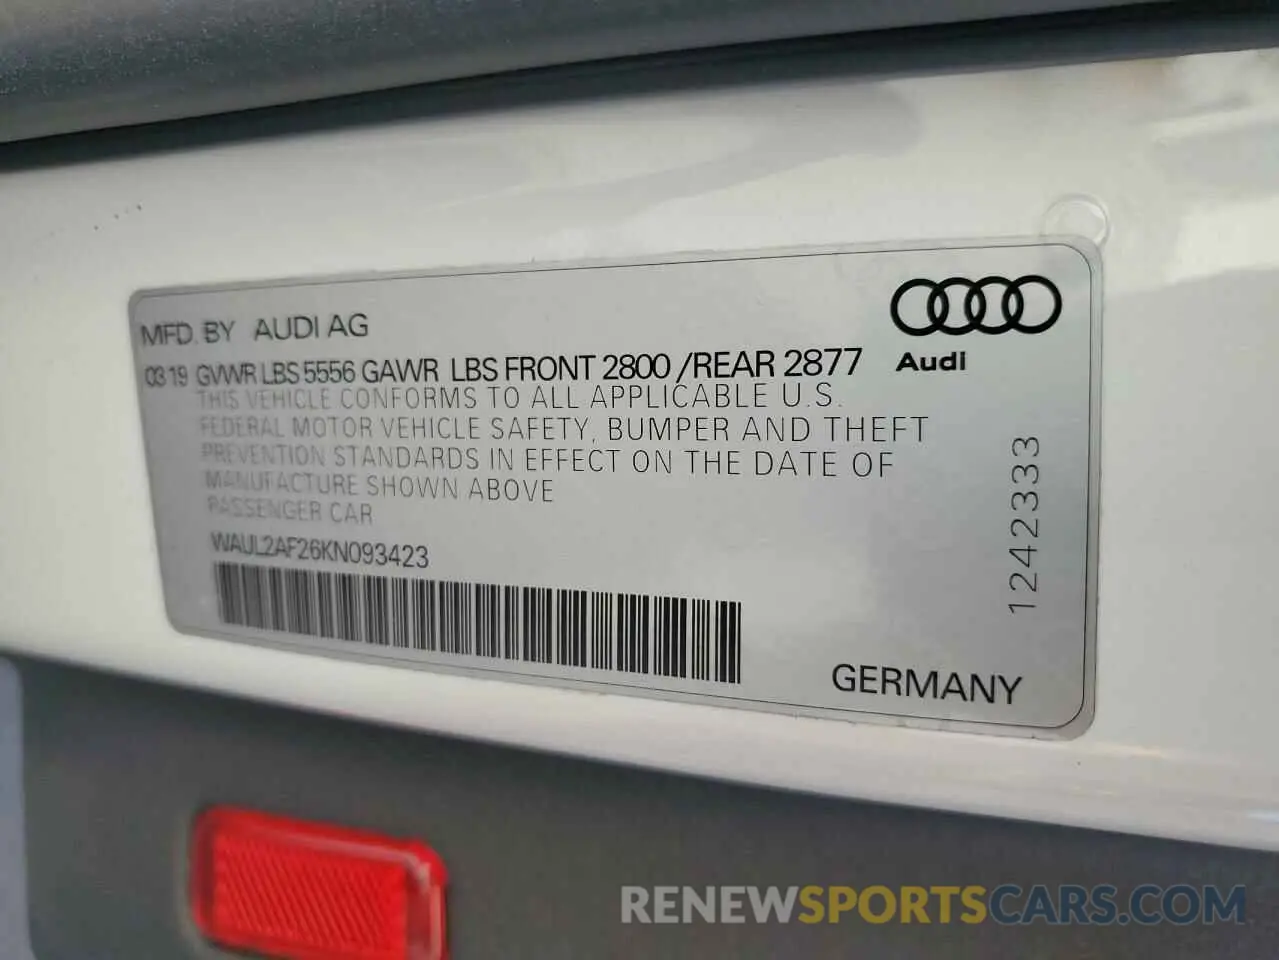 MFD. BY AUDI AG
03 19 GVWR LBS 5556 GAWR LBS FRONT 2800 /REAR 2877
THIS VEHICLE CONFORMS TO ALL APPLICABLE U.S.
FEDERAL MOTOR VEHICLE SAFETY, BUMPER AND THEFT
PREVENTION STANDARDS IN EFFECT ON THE DATE OF
MANUFACTURE SHOWN ABOVE
PASSENGER CAR
WAUL2AF26KN093423
Audi
1242333
GERMANY
RENEWSPORTSCARS.COM